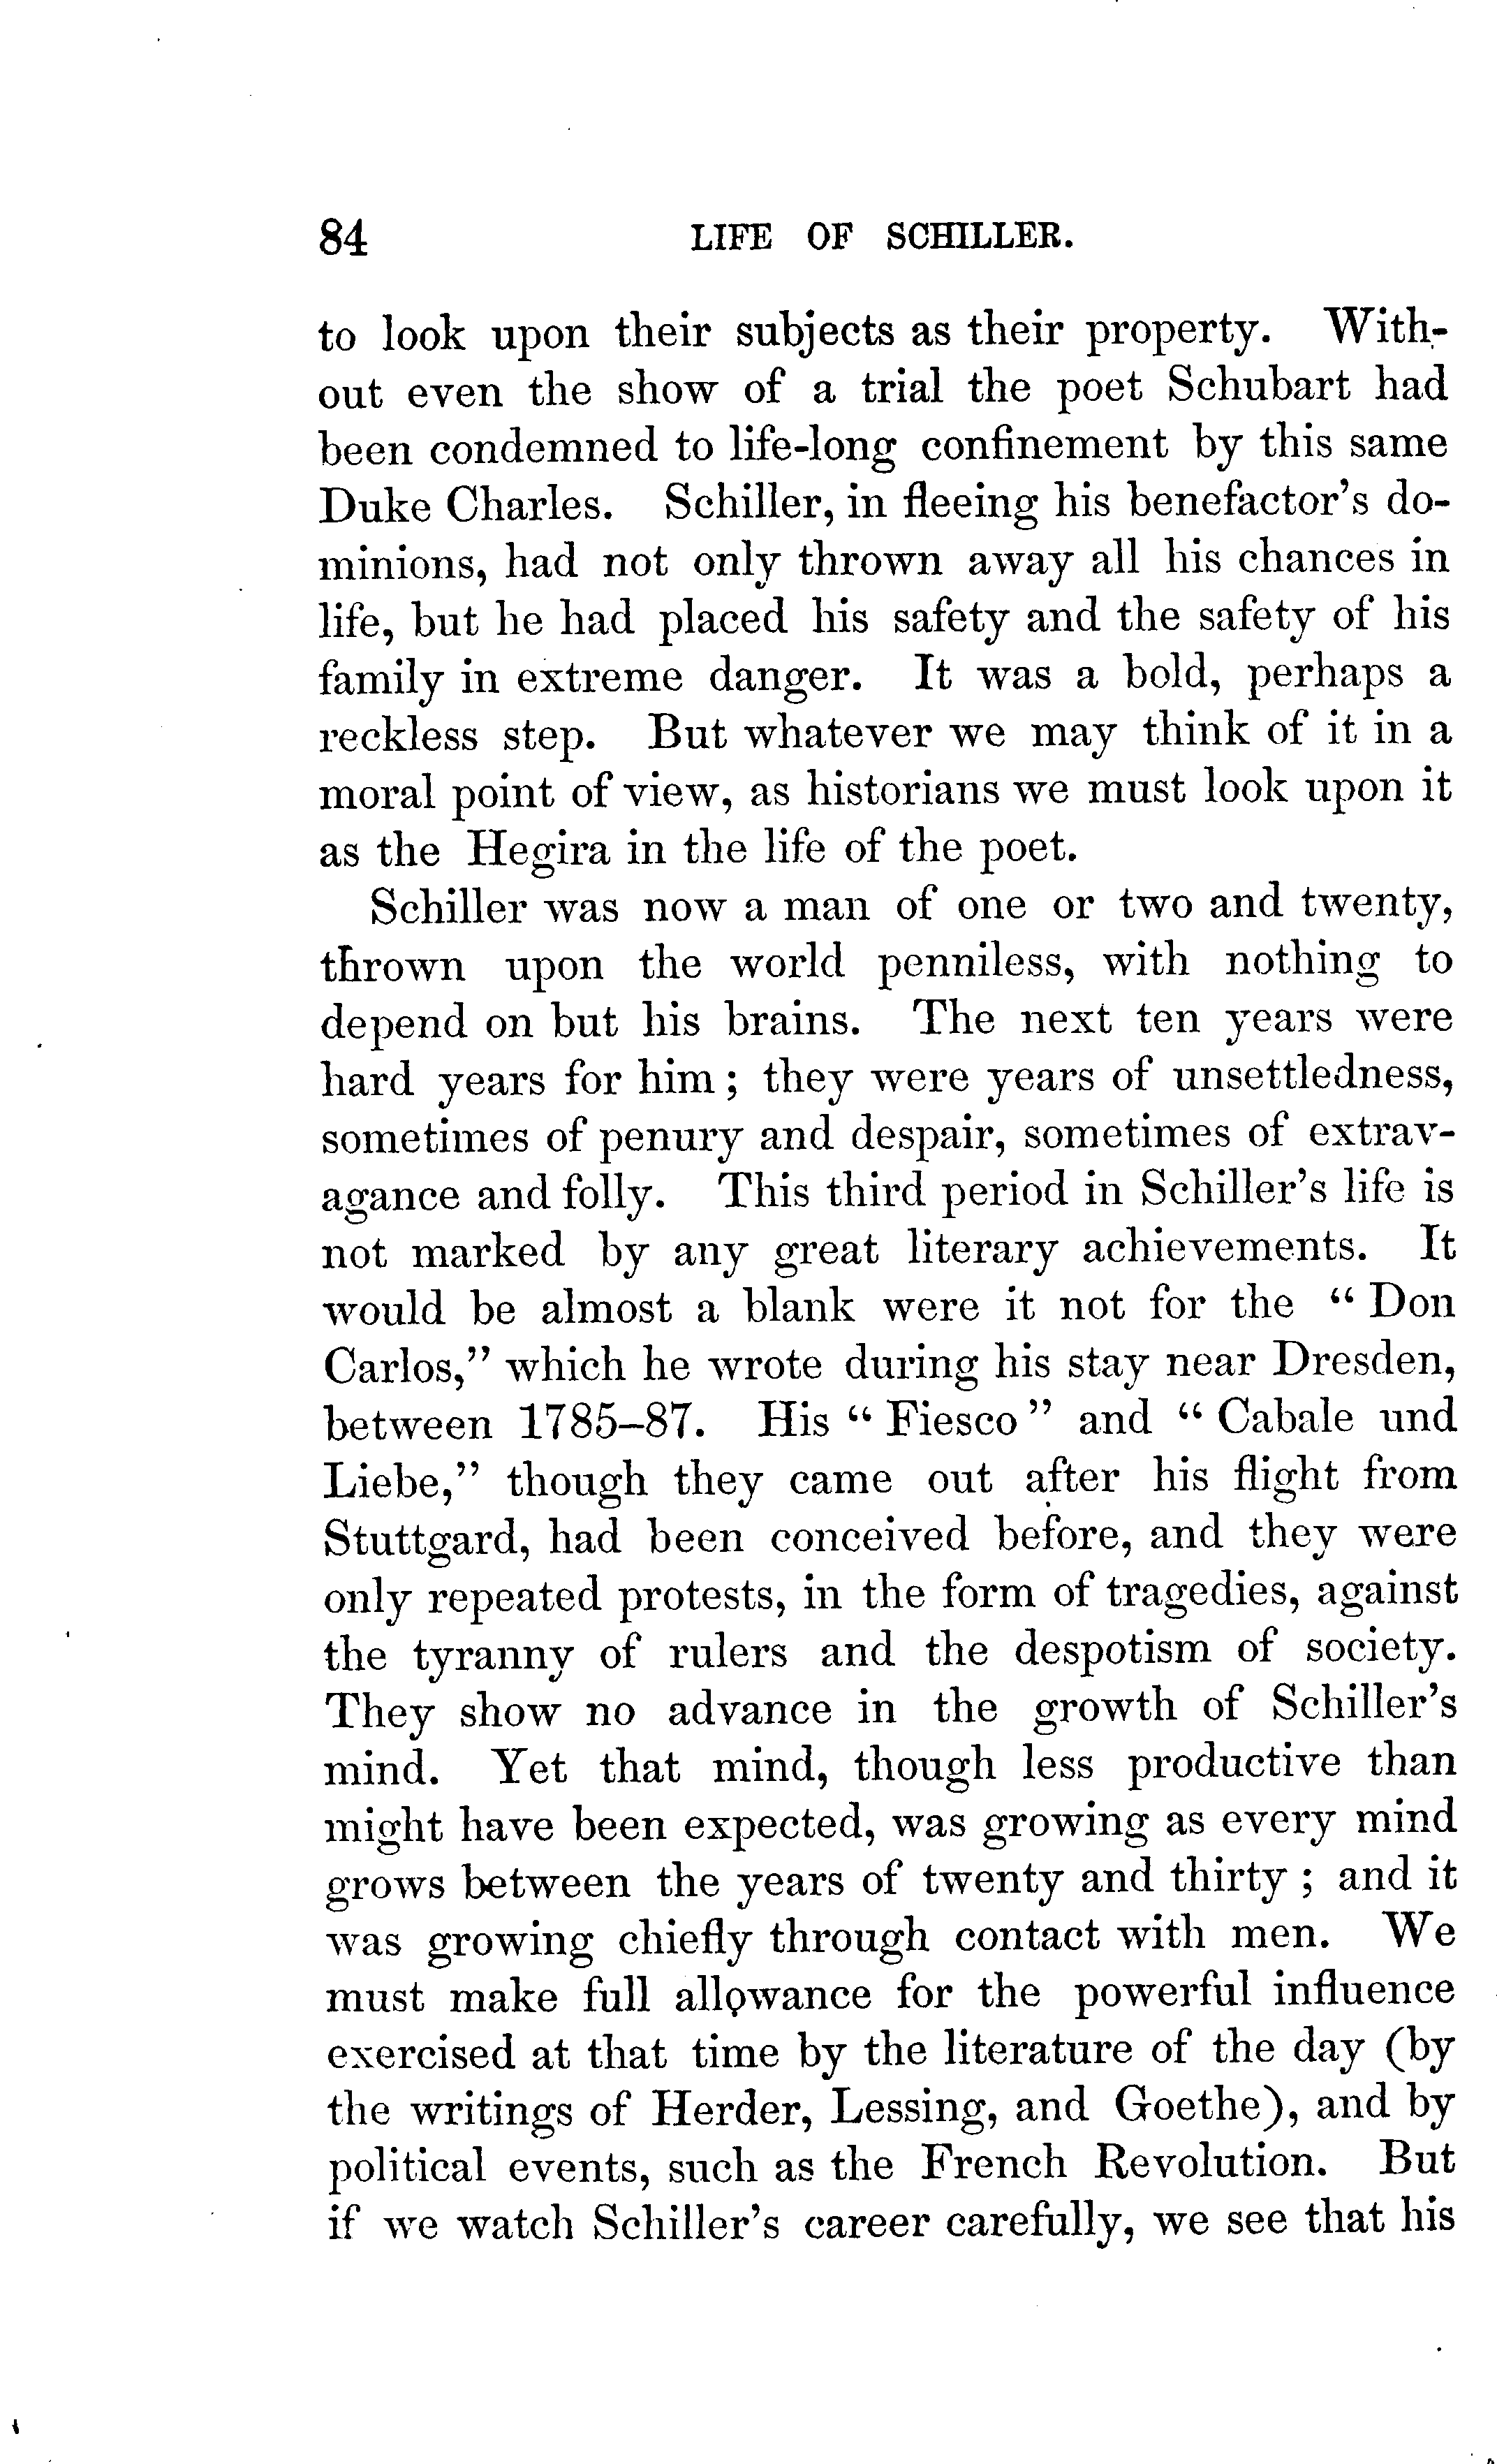 84 LIFE OF SCHILLER.
to look upon their subjects as their property. With-
out even the show of a trial the poet Schubart had
been condemned to life-long confinement by this same
Duke Charles. Schiller, in fleeing his benefactor's do-
minions, had not only thrown away all his chances in
life, but he had placed his safety and the safety of his
family in extreme danger. It was a bold, perhaps a
reckless step. But whatever we may think of it in a
moral point of view, as historians we must look upon it
as the Hegira in the life of the poet.
Schiller was now a man of one or two and twenty,
thrown upon the world penniless, with nothing to
depend on but his brains. The next ten years were
hard years for him ; they were years of unsettledness,
sometimes of penury and despair, sometimes of extrav-
agance and folly. This third period in Schiller's life is
not marked by any great literary achievements. It
would be almost a blank were it not for the " Don
Carlos," which he wrote during his stay near Dresden,
between 1785–87. His " Fiesco " and " Cabale und
Liebe," though they came out after his flight from
Stuttgard, had been conceived before, and they were
only repeated protests, in the form of tragedies, against
the tyranny of rulers and the despotism of society.
They show no advance in the growth of Schiller's
mind. Yet that mind, though less productive than
might have been expected, was growing as every mind
grows between the years of twenty and thirty ; and it
was growing chiefly through contact with men. We
must make full allowance for the powerful influence
exercised at that time by the literature of the day (by
the writings of Herder, Lessing, and Goethe), and by
political events, such as the French Revolution. But
if we watch Schiller's career carefully, we see that his